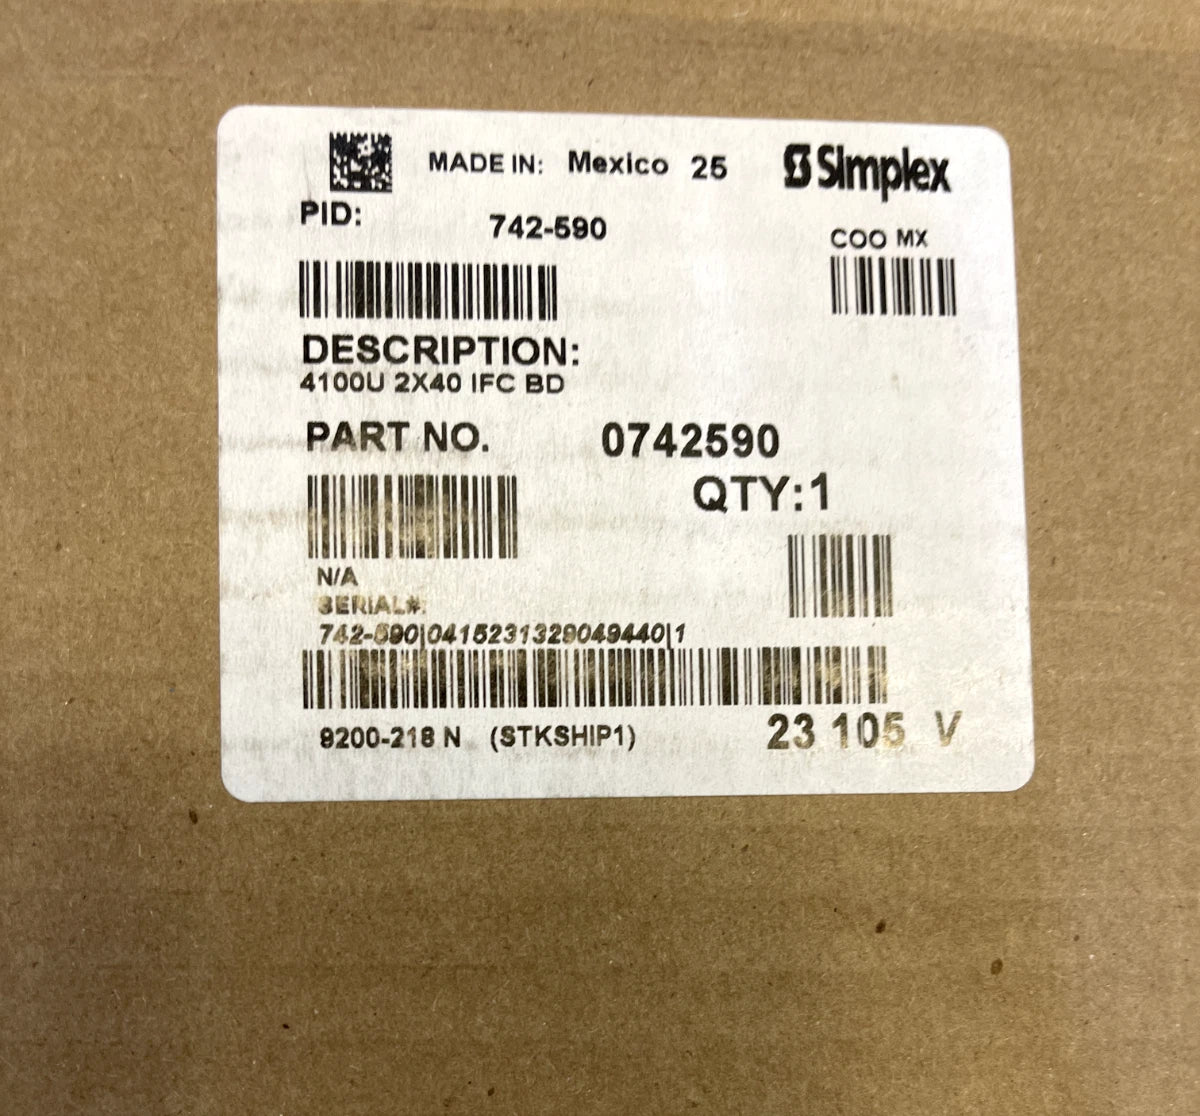 MADE IN: Mexico 25
Simplex
PID: 742-590
COO MX
DESCRIPTION:
4100U 2X40 IFC BD
PART NO. 0742590
QTY:1
N/A
SERIAL#:
742-590|0415231329049440|1
9200-218 N (STKSHIP1)
23 105 V